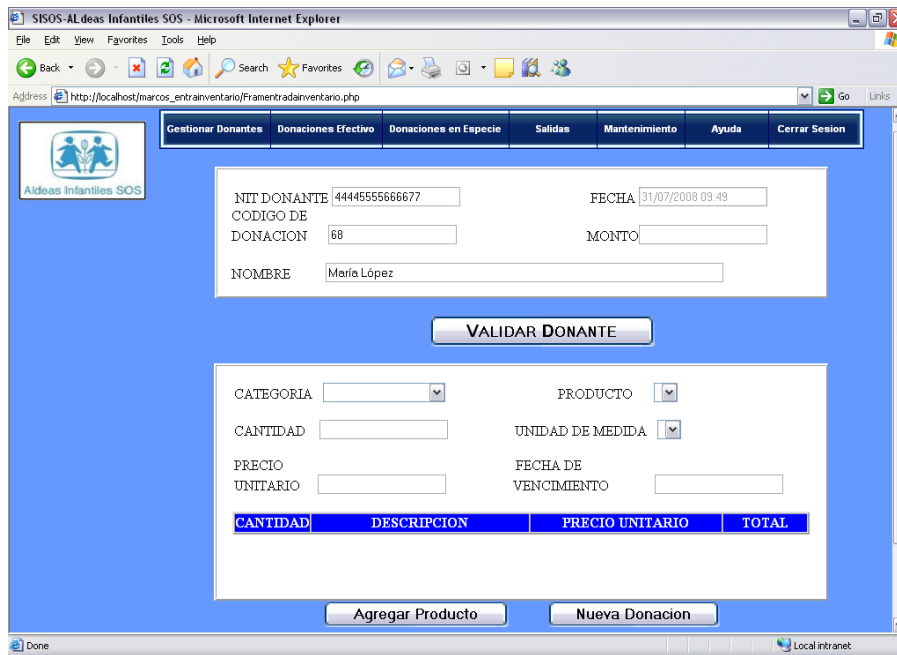 SISOS-ALdeas Infantiles SOS - Microsoft Internet Explorer
File Edit View Favorites Tools Help
Back Search Favorites
Address http://localhost/marcos_entrainventario/Framentradainventario.php Go Links
Aldeas Infantiles SOS
Gestionar Donantes Donaciones Efectivo Donaciones en Especie Salidas Mantenimiento Ayuda Cerrar Sesion
NIT DONANTE 44445555666677 FECHA 31/07/2008 09:49
CODIGO DE
DONACION 68 MONTO
NOMBRE María López
VALIDAR DONANTE
CATEGORIA PRODUCTO
CANTIDAD UNIDAD DE MEDIDA
PRECIO FECHA DE
UNITARIO VENCIMIENTO
CANTIDAD DESCRIPCION PRECIO UNITARIO TOTAL
Agregar Producto Nueva Donacion
Done Local intranet